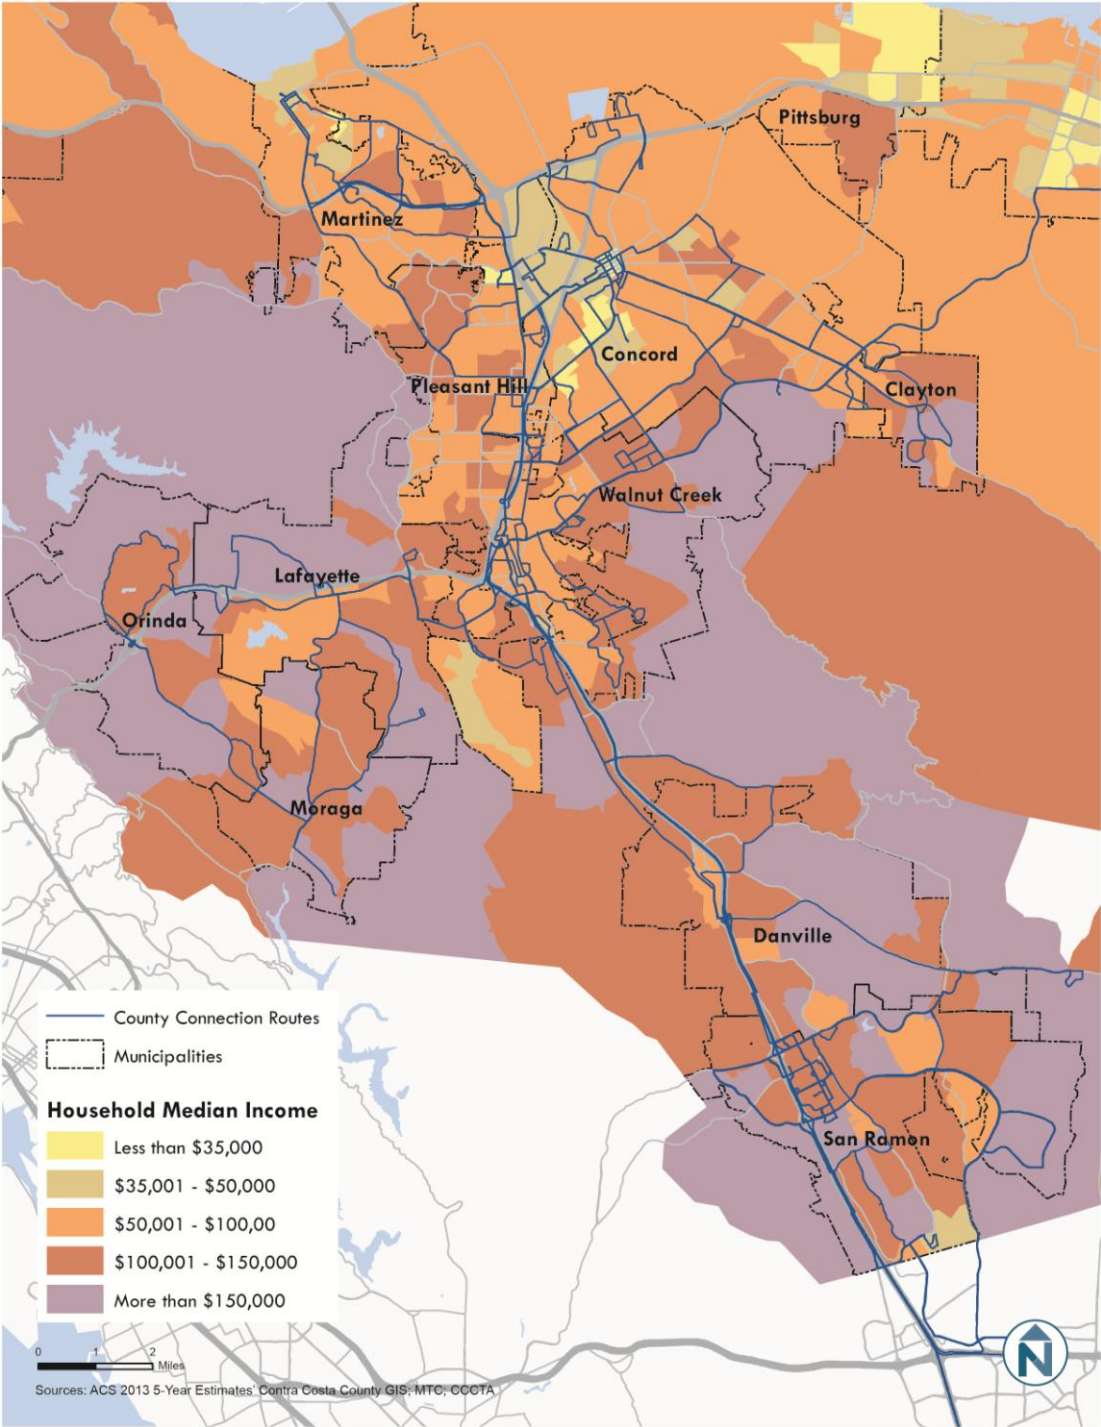 Pittsburg
Martinez
Concord
Pleasant Hill
Clayton
Walnut Creek
Lafayette
Orinda
Moraga
Danville
San Ramon
County Connection Routes
Municipalities
Household Median Income
Less than $35,000
$35,001 - $50,000
$50,001 - $100,00
$100,001 - $150,000
More than $150,000
0 1 2
Miles
Sources: ACS 2013 5-Year Estimates' Contra Costa County GIS; MTC; CCCTA
N